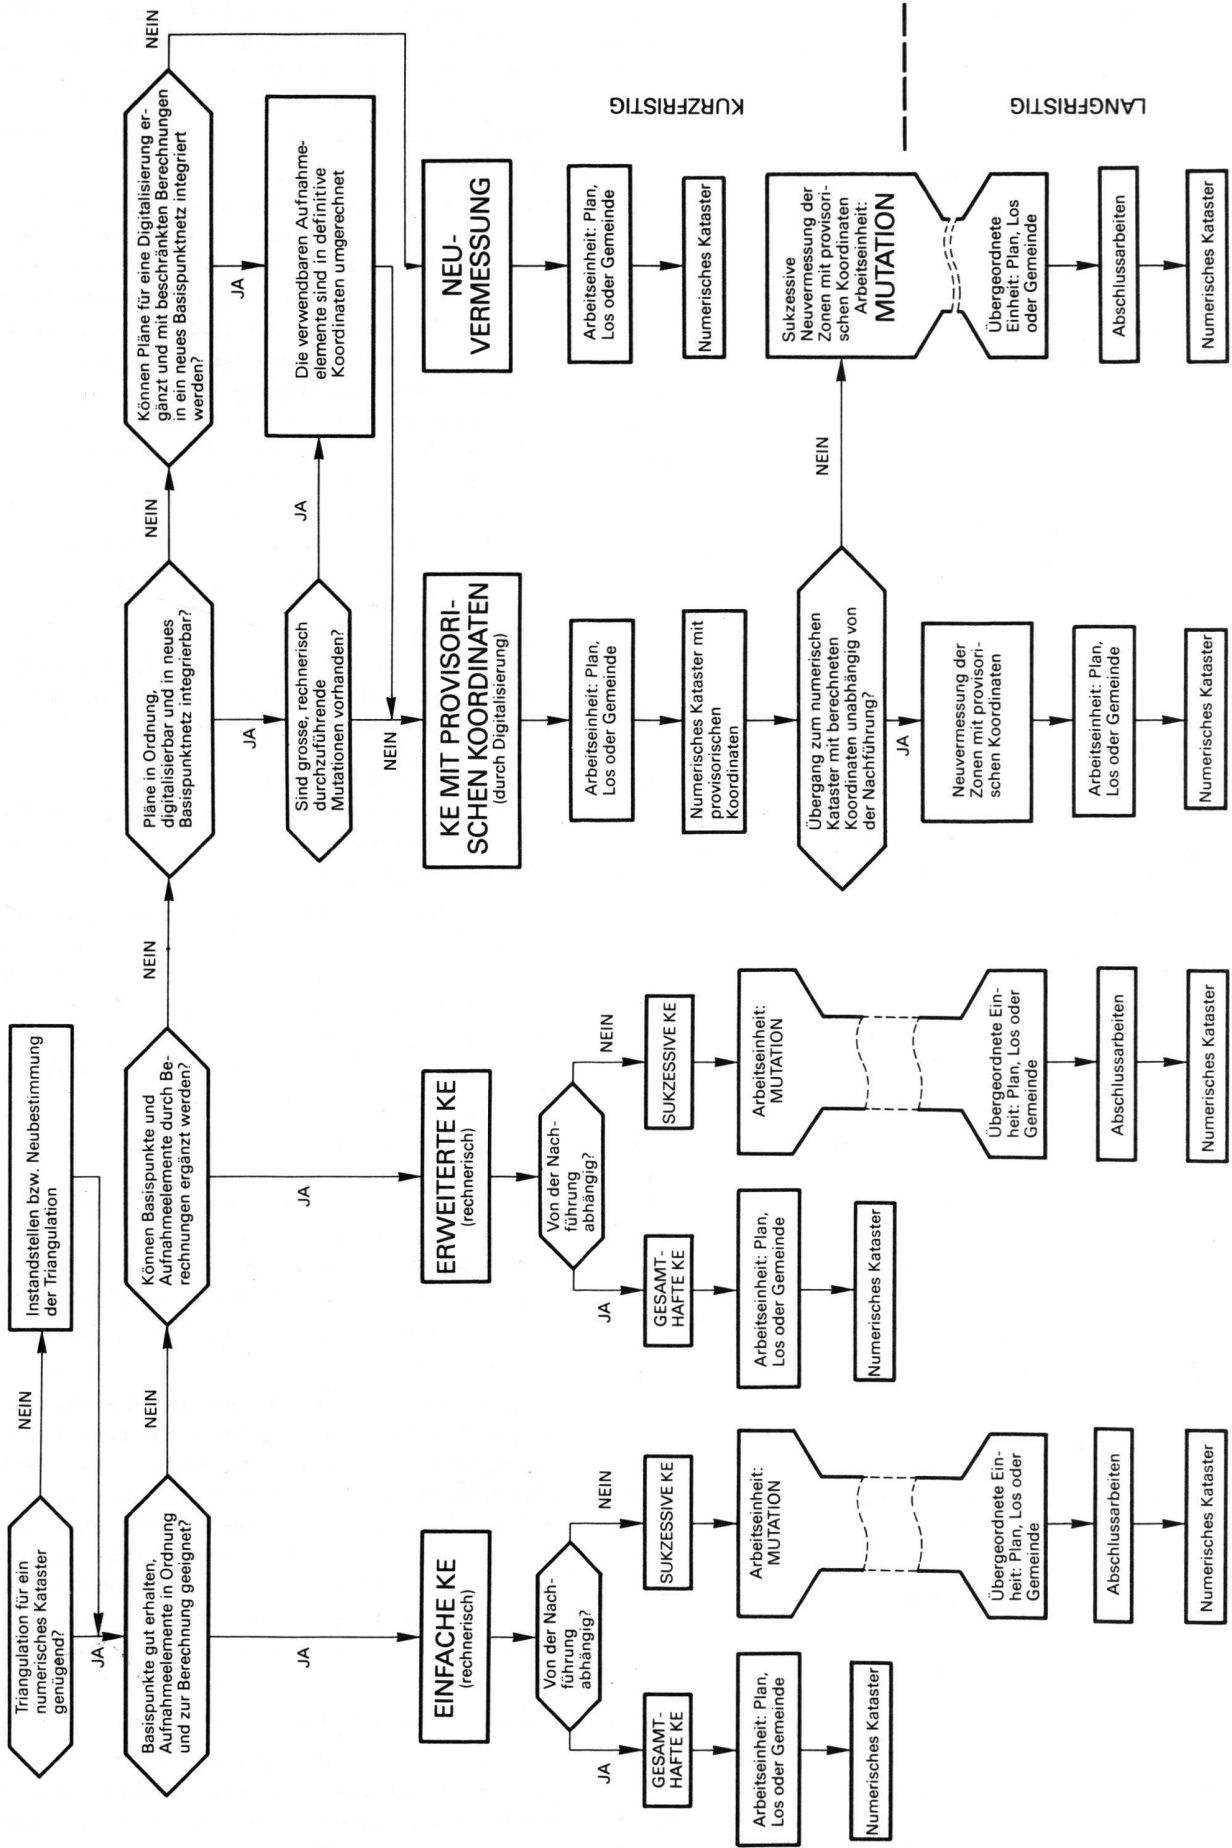 Triangulation für ein
numerisches Kataster
genügend?
NEIN
Instandstellen bzw. Neubestimmung
der Triangulation
JA
Basispunkte gut erhalten,
Aufnahmeelemente in Ordnung
und zur Berechnung geeignet?
NEIN
Können Basispunkte und
Aufnahmeelemente durch Be-
rechnungen ergänzt werden?
NEIN
Pläne in Ordnung,
digitalisierbar und in neues
Basispunktnetz integrierbar?
NEIN
Können Pläne für eine Digitalisierung er-
gänzt und mit beschränkten Berechnungen
in ein neues Basispunktnetz integriert
werden?
NEIN
JA
JA
JA
JA
Sind grosse, rechnerisch
durchzuführende
Mutationen vorhanden?
JA
Die verwendbaren Aufnahme-
elemente sind in definitive
Koordinaten umgerechnet
NEIN
EINFACHE KE
(rechnerisch)
Von der Nach-
führung
abhängig?
JA
NEIN
GESAMT-
HAFTE KE
Arbeitseinheit: Plan,
Los oder Gemeinde
Numerisches Kataster
SUKZESSIVE KE
Arbeitseinheit:
MUTATION
Übergeordnete Ein-
heit: Plan, Los oder
Gemeinde
Abschlussarbeiten
Numerisches Kataster
ERWEITERTE KE
(rechnerisch)
Von der Nach-
führung
abhängig?
JA
NEIN
GESAMT-
HAFTE KE
Arbeitseinheit: Plan,
Los oder Gemeinde
Numerisches Kataster
SUKZESSIVE KE
Arbeitseinheit:
MUTATION
Übergeordnete Ein-
heit: Plan, Los oder
Gemeinde
Abschlussarbeiten
Numerisches Kataster
KE MIT PROVISORI-
SCHEN KOORDINATEN
(durch Digitalisierung)
Arbeitseinheit: Plan,
Los oder Gemeinde
Numerisches Kataster mit
provisorischen
Koordinaten
Übergang zum numerischen
Kataster mit berechneten
Koordinaten unabhängig von
der Nachführung?
NEIN
JA
Neuvermessung der
Zonen mit provisori-
schen Koordinaten
Arbeitseinheit: Plan,
Los oder Gemeinde
Numerisches Kataster
NEU-
VERMESSUNG
Arbeitseinheit: Plan,
Los oder Gemeinde
Numerisches Kataster
Sukzessive
Neuvermessung der
Zonen mit provisori-
schen Koordinaten
Arbeitseinheit:
MUTATION
Übergeordnete
Einheit: Plan, Los
oder Gemeinde
Abschlussarbeiten
Numerisches Kataster
KURZFRISTIG
LANGFRISTIG